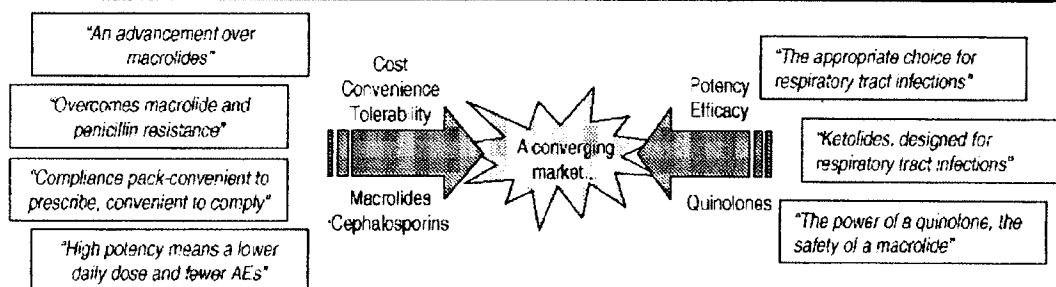 "An advancement over
macrolides"
"Overcomes macrolide and
penicillin resistance"
"Compliance pack-convenient to
prescribe, convenient to comply"
"High potency means a lower
daily dose and fewer AEs"
Cost
Convenience
Tolerability
Macrolides
Cephalosporins
A converging
market...
Potency
Efficacy
Quinolones
"The appropriate choice for
respiratory tract infections"
"Ketolides, designed for
respiratory tract infections"
"The power of a quinolone, the
safety of a macrolide"